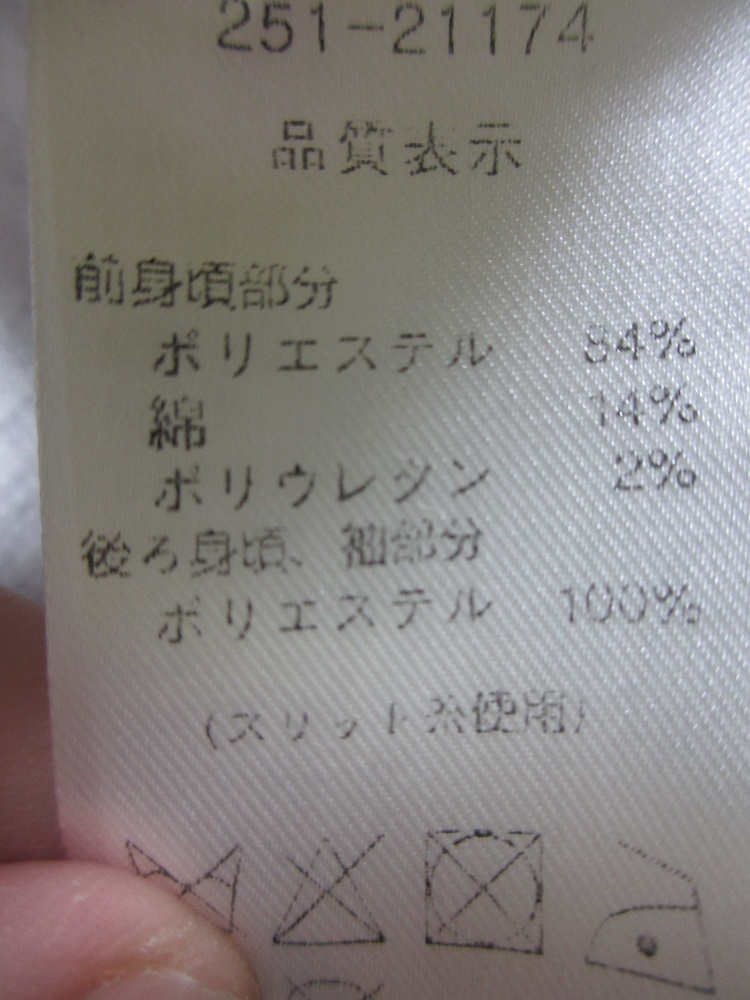 251-21174
品質表示
前身頃部分
ポリエステル 84%
綿 14%
ポリウレタン 2%
後ろ身頃、袖部分
ポリエステル 100%
(スリット糸使用)